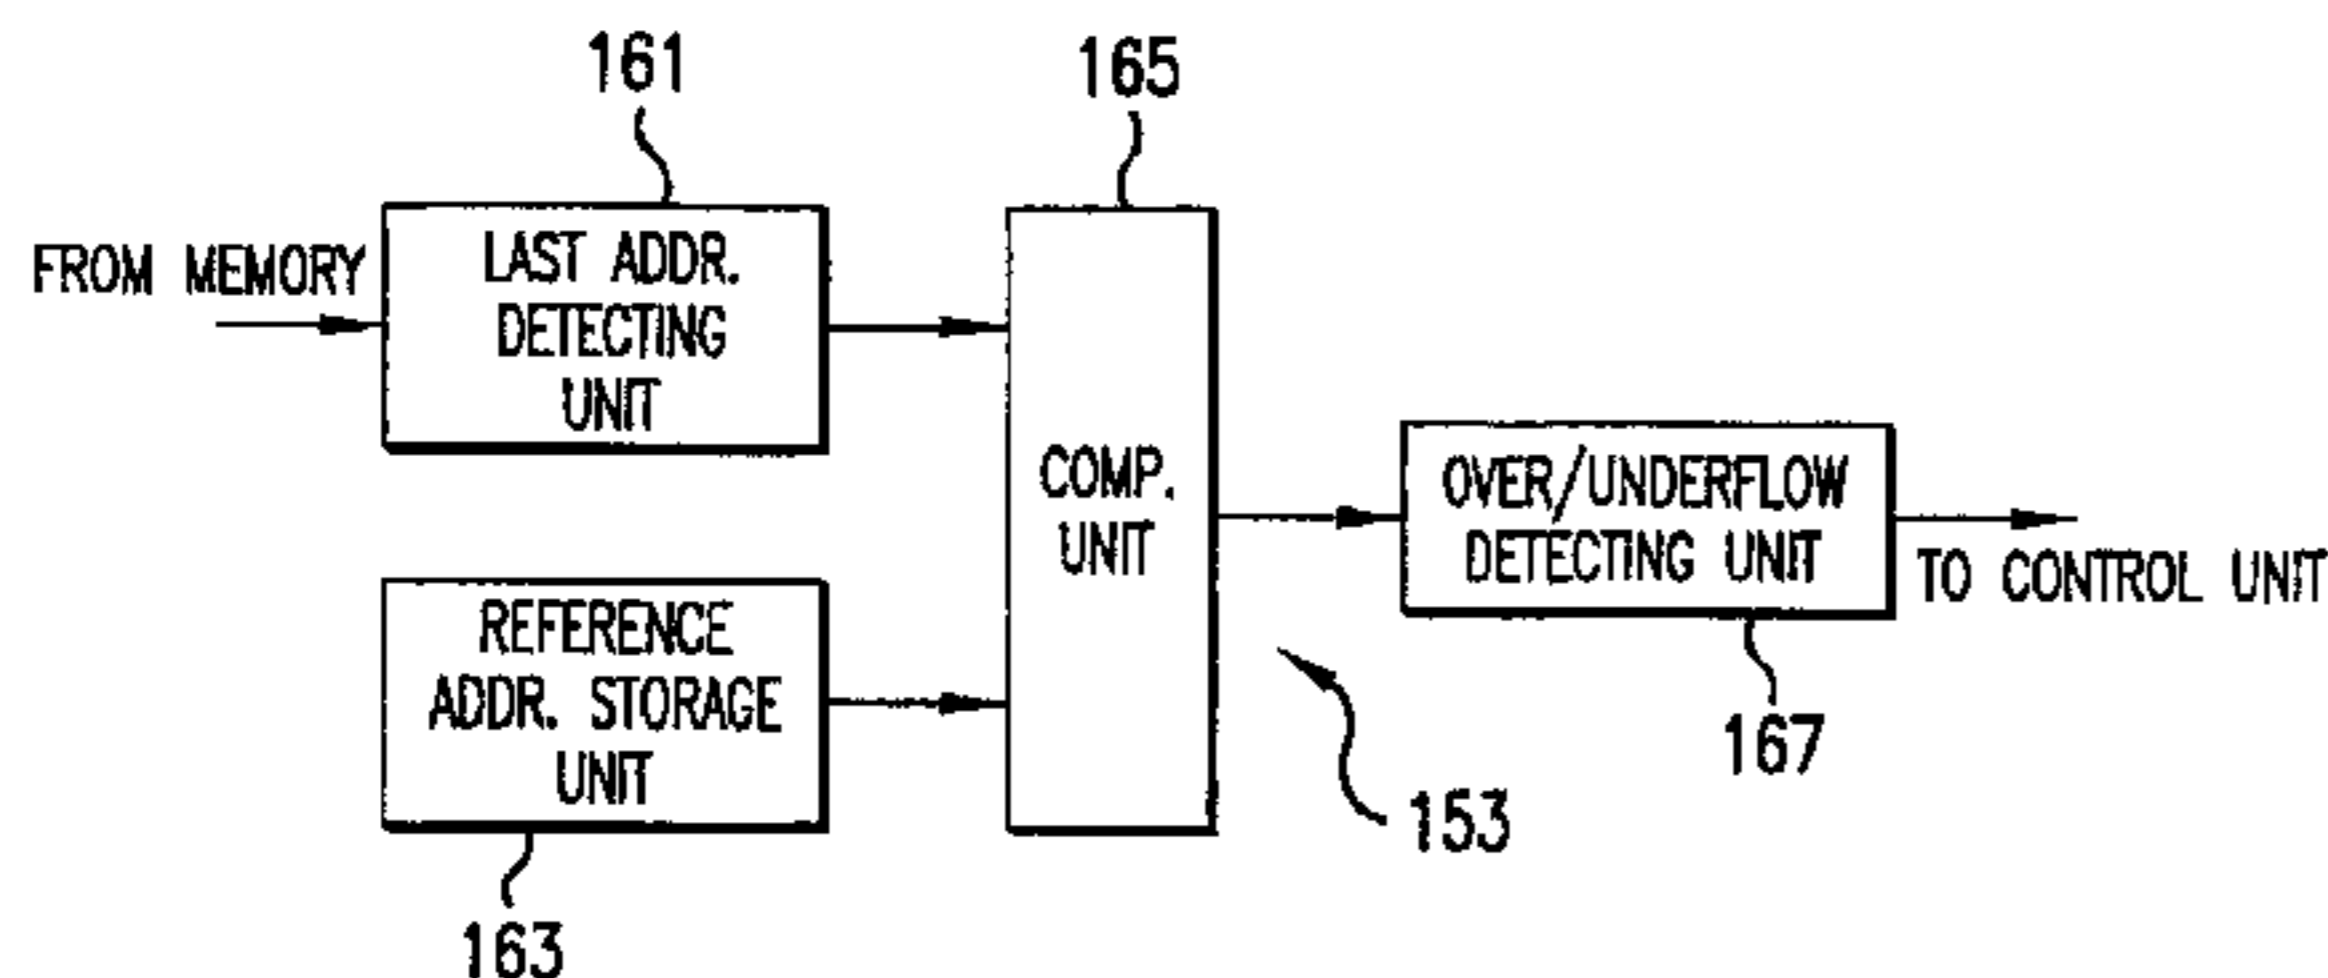 161
165
FROM MEMORY
LAST ADDR.
DETECTING
UNIT
COMP.
UNIT
OVER/UNDERFLOW
DETECTING UNIT
TO CONTROL UNIT
REFERENCE
ADDR. STORAGE
UNIT
167
153
163